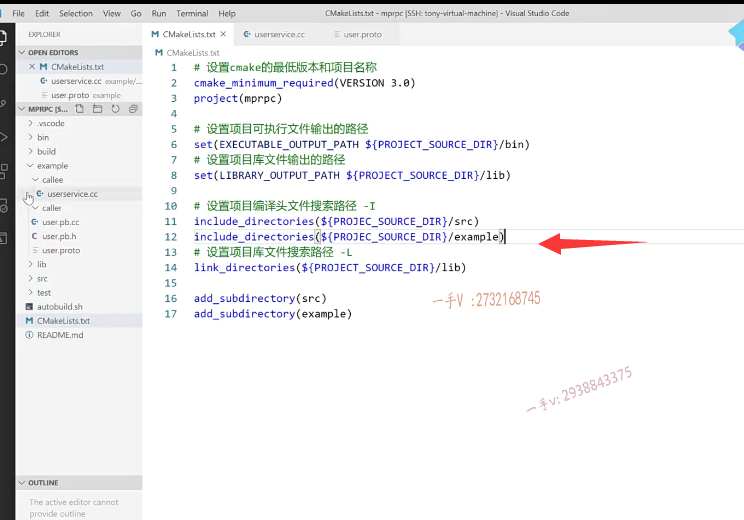 File Edit Selection View Go Run Terminal Help CMakeLists.txt - mprpc [SSH: tony-virtual-machine] - Visual Studio Code
EXPLORER
OPEN EDITORS
CMakeLists.txt
userservice.cc example/...
user.proto example
MPRPC [S...
.vscode
bin
build
example
callee
userservice.cc
caller
user.pb.cc
user.pb.h
user.proto
lib
src
test
autobuild.sh
CMakeLists.txt
README.md
OUTLINE
The active editor cannot
provide outline
CMakeLists.txt userservice.cc user.proto
CMakeLists.txt
1 # 设置cmake的最低版本和项目名称
2 cmake_minimum_required(VERSION 3.0)
3 project(mprpc)
4
5 # 设置项目可执行文件输出的路径
6 set(EXECUTABLE_OUTPUT_PATH ${PROJECT_SOURCE_DIR}/bin)
7 # 设置项目库文件输出的路径
8 set(LIBRARY_OUTPUT_PATH ${PROJECT_SOURCE_DIR}/lib)
9
10 # 设置项目编译头文件搜索路径 -I
11 include_directories(${PROJEC_SOURCE_DIR}/src)
12 include_directories(${PROJEC_SOURCE_DIR}/example)
13 # 设置项目库文件搜索路径 -L
14 link_directories(${PROJECT_SOURCE_DIR}/lib)
15
16 add_subdirectory(src)
17 add_subdirectory(example)
一手V :2732168745
一手v: 2938843375